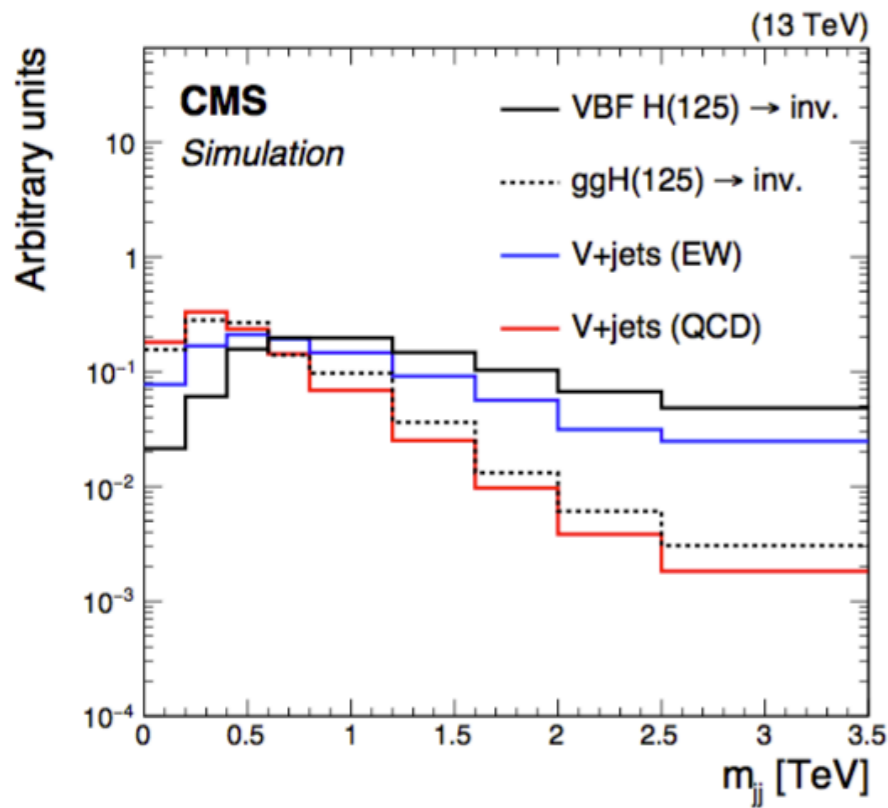 (13 TeV)
Arbitrary units
CMS
Simulation
VBF H(125) → inv.
ggH(125) → inv.
V+jets (EW)
V+jets (QCD)
10
1
10⁻¹
10⁻²
10⁻³
10⁻⁴
0 0.5 1 1.5 2 2.5 3 3.5
m_jj [TeV]